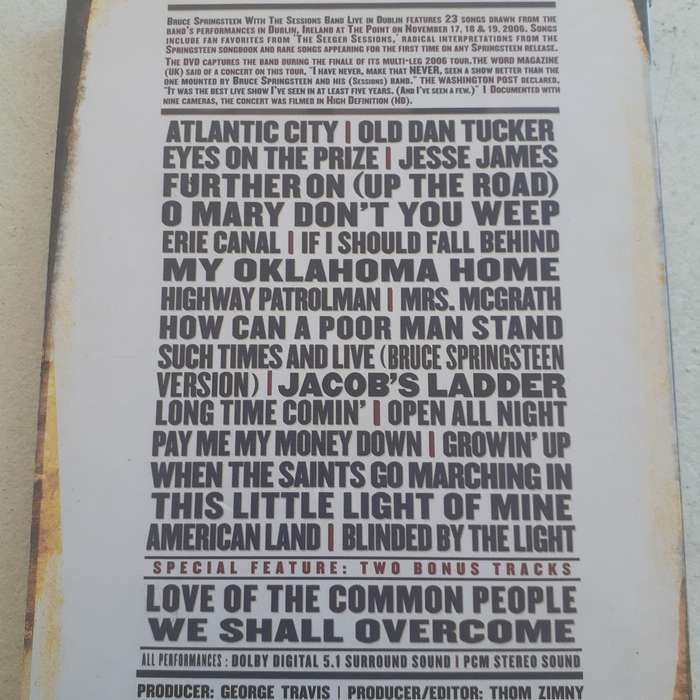 BRUCE SPRINGSTEEN WITH THE SESSIONS BAND LIVE IN DUBLIN FEATURES 23 SONGS DRAWN FROM THE
BAND'S PERFORMANCES IN DUBLIN, IRELAND AT THE POINT ON NOVEMBER 17, 18 & 19, 2006. SONGS
INCLUDE FAN FAVORITES FROM 'THE SEEGER SESSIONS,' RADICAL INTERPRETATIONS FROM THE
SPRINGSTEEN SONGBOOK AND RARE SONGS APPEARING FOR THE FIRST TIME ON ANY SPRINGSTEEN RELEASE.
THE DVD CAPTURES THE BAND DURING THE FINALE OF ITS MULTI-LEG 2006 TOUR. THE WORD MAGAZINE
(UK) SAID OF A CONCERT ON THIS TOUR, "I HAVE NEVER, MAKE THAT NEVER, SEEN A SHOW BETTER THAN THE
ONE MOUNTED BY BRUCE SPRINGSTEEN AND HIS (SESSIONS) BAND." THE WASHINGTON POST DECLARED,
"IT WAS THE BEST LIVE SHOW I'VE SEEN IN AT LEAST FIVE YEARS. (AND I'VE SEEN A FEW.)" | DOCUMENTED WITH
NINE CAMERAS, THE CONCERT WAS FILMED IN HIGH DEFINITION (HD).
ATLANTIC CITY | OLD DAN TUCKER
EYES ON THE PRIZE | JESSE JAMES
FURTHER ON (UP THE ROAD)
O MARY DON'T YOU WEEP
ERIE CANAL | IF I SHOULD FALL BEHIND
MY OKLAHOMA HOME
HIGHWAY PATROLMAN | MRS. MCGRATH
HOW CAN A POOR MAN STAND
SUCH TIMES AND LIVE (BRUCE SPRINGSTEEN
VERSION) | JACOB'S LADDER
LONG TIME COMIN' | OPEN ALL NIGHT
PAY ME MY MONEY DOWN | GROWIN' UP
WHEN THE SAINTS GO MARCHING IN
THIS LITTLE LIGHT OF MINE
AMERICAN LAND | BLINDED BY THE LIGHT
SPECIAL FEATURE: TWO BONUS TRACKS
LOVE OF THE COMMON PEOPLE
WE SHALL OVERCOME
ALL PERFORMANCES: DOLBY DIGITAL 5.1 SURROUND SOUND | PCM STEREO SOUND
PRODUCER: GEORGE TRAVIS | PRODUCER/EDITOR: THOM ZIMNY